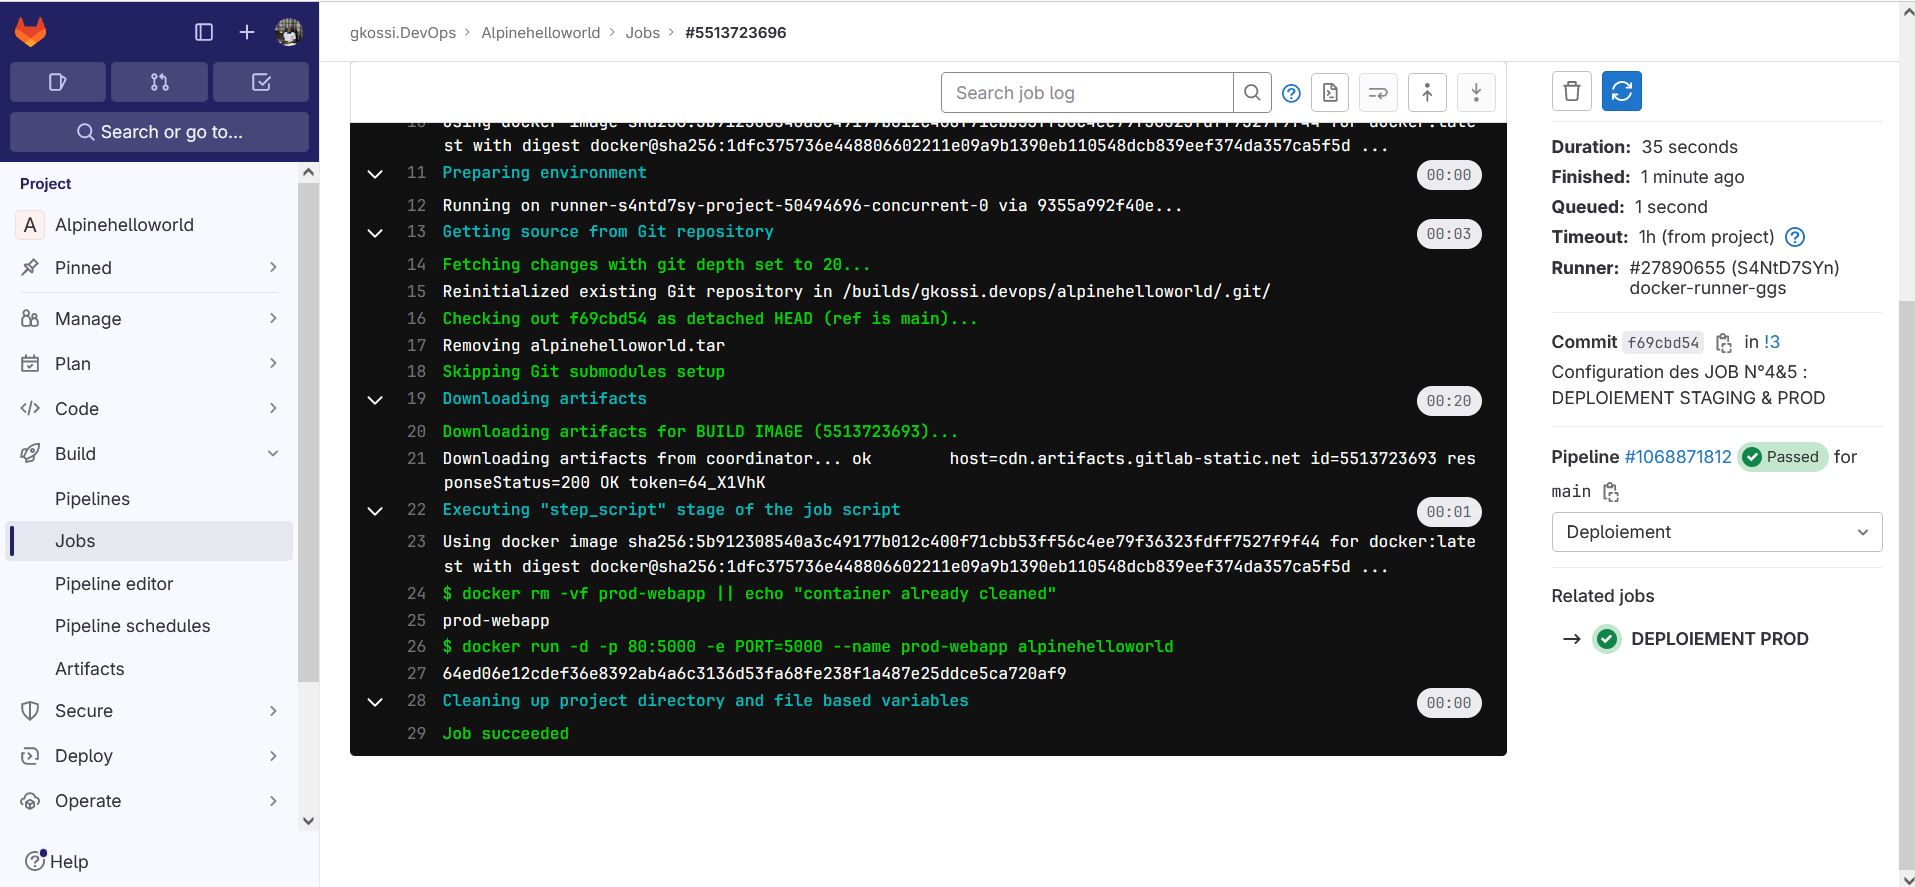 gkossi.DevOps > Alpinehelloworld > Jobs > #5513723696
Search or go to...
Project
A Alpinehelloworld
Pinned
Manage
Plan
Code
Build
Pipelines
Jobs
Pipeline editor
Pipeline schedules
Artifacts
Secure
Deploy
Operate
Help
Search job log
st with digest docker@sha256:1dfc375736e448806602211e09a9b1390eb110548dcb839eef374da357ca5f5d ...
11 Preparing environment 00:00
12 Running on runner-s4ntd7sy-project-50494696-concurrent-0 via 9355a992f40e...
13 Getting source from Git repository 00:03
14 Fetching changes with git depth set to 20...
15 Reinitialized existing Git repository in /builds/gkossi.devops/alpinehelloworld/.git/
16 Checking out f69cbd54 as detached HEAD (ref is main)...
17 Removing alpinehelloworld.tar
18 Skipping Git submodules setup
19 Downloading artifacts 00:20
20 Downloading artifacts for BUILD IMAGE (5513723693)...
21 Downloading artifacts from coordinator... ok host=cdn.artifacts.gitlab-static.net id=5513723693 res
ponseStatus=200 OK token=64_X1VhK
22 Executing "step_script" stage of the job script 00:01
23 Using docker image sha256:5b912308540a3c49177b012c400f71cbb53ff56c4ee79f36323fdff7527f9f44 for docker:late
st with digest docker@sha256:1dfc375736e448806602211e09a9b1390eb110548dcb839eef374da357ca5f5d ...
24 $ docker rm -vf prod-webapp || echo "container already cleaned"
25 prod-webapp
26 $ docker run -d -p 80:5000 -e PORT=5000 --name prod-webapp alpinehelloworld
27 64ed06e12cdef36e8392ab4a6c3136d53fa68fe238f1a487e25ddce5ca720af9
28 Cleaning up project directory and file based variables 00:00
29 Job succeeded
Duration: 35 seconds
Finished: 1 minute ago
Queued: 1 second
Timeout: 1h (from project)
Runner: #27890655 (S4NtD7SYn)
docker-runner-ggs
Commit f69cbd54 in !3
Configuration des JOB N°4&5 :
DEPLOIEMENT STAGING & PROD
Pipeline #1068871812 Passed for
main
Deploiement
Related jobs
→ DEPLOIEMENT PROD